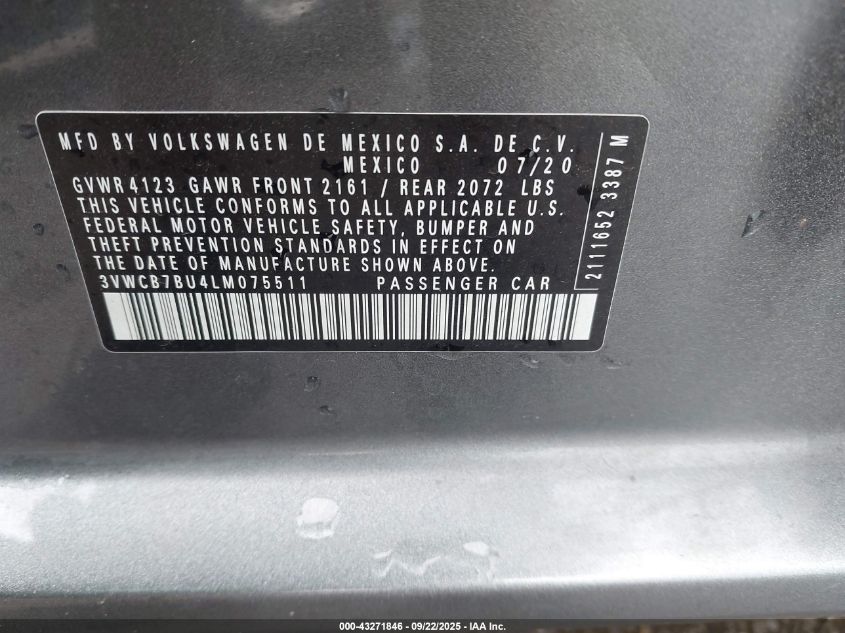 MFD BY VOLKSWAGEN DE MEXICO S.A. DE C.V.
MEXICO 07/20
GVWR 4123 GAWR FRONT 2161 / REAR 2072 LBS
THIS VEHICLE CONFORMS TO ALL APPLICABLE U.S.
FEDERAL MOTOR VEHICLE SAFETY, BUMPER AND
THEFT PREVENTION STANDARDS IN EFFECT ON
THE DATE OF MANUFACTURE SHOWN ABOVE.
3VWCB7BU4LM075511 PASSENGER CAR
2111652 3387 M
000-43271846 - 09/22/2025 - IAA Inc.